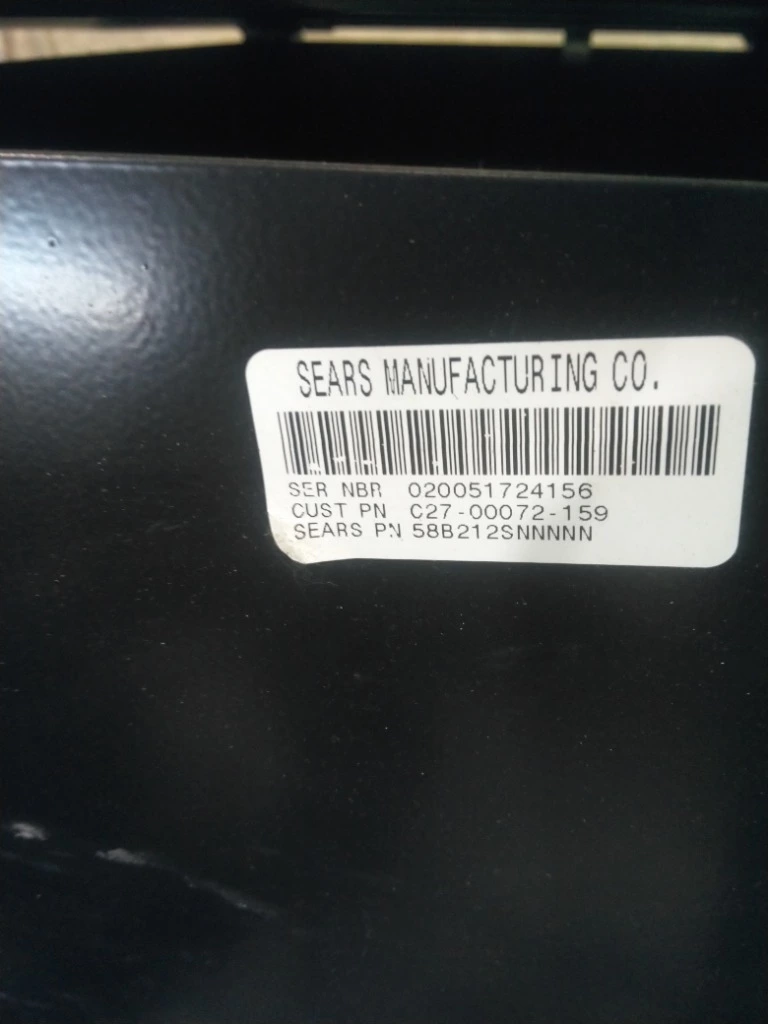 SEARS MANUFACTURING CO.
SER NBR 020051724156
CUST PN C27-00072-159
SEARS PN 58B212SNNNNN